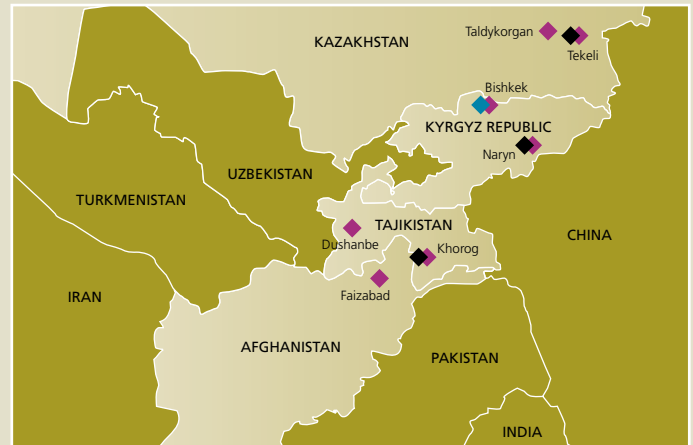 KAZAKHSTAN
Taldykorgan
Tekeli
Bishkek
KYRGYZ REPUBLIC
Naryn
UZBEKISTAN
TURKMENISTAN
TAJIKISTAN
Dushanbe
Khorog
CHINA
IRAN
Faizabad
AFGHANISTAN
PAKISTAN
INDIA